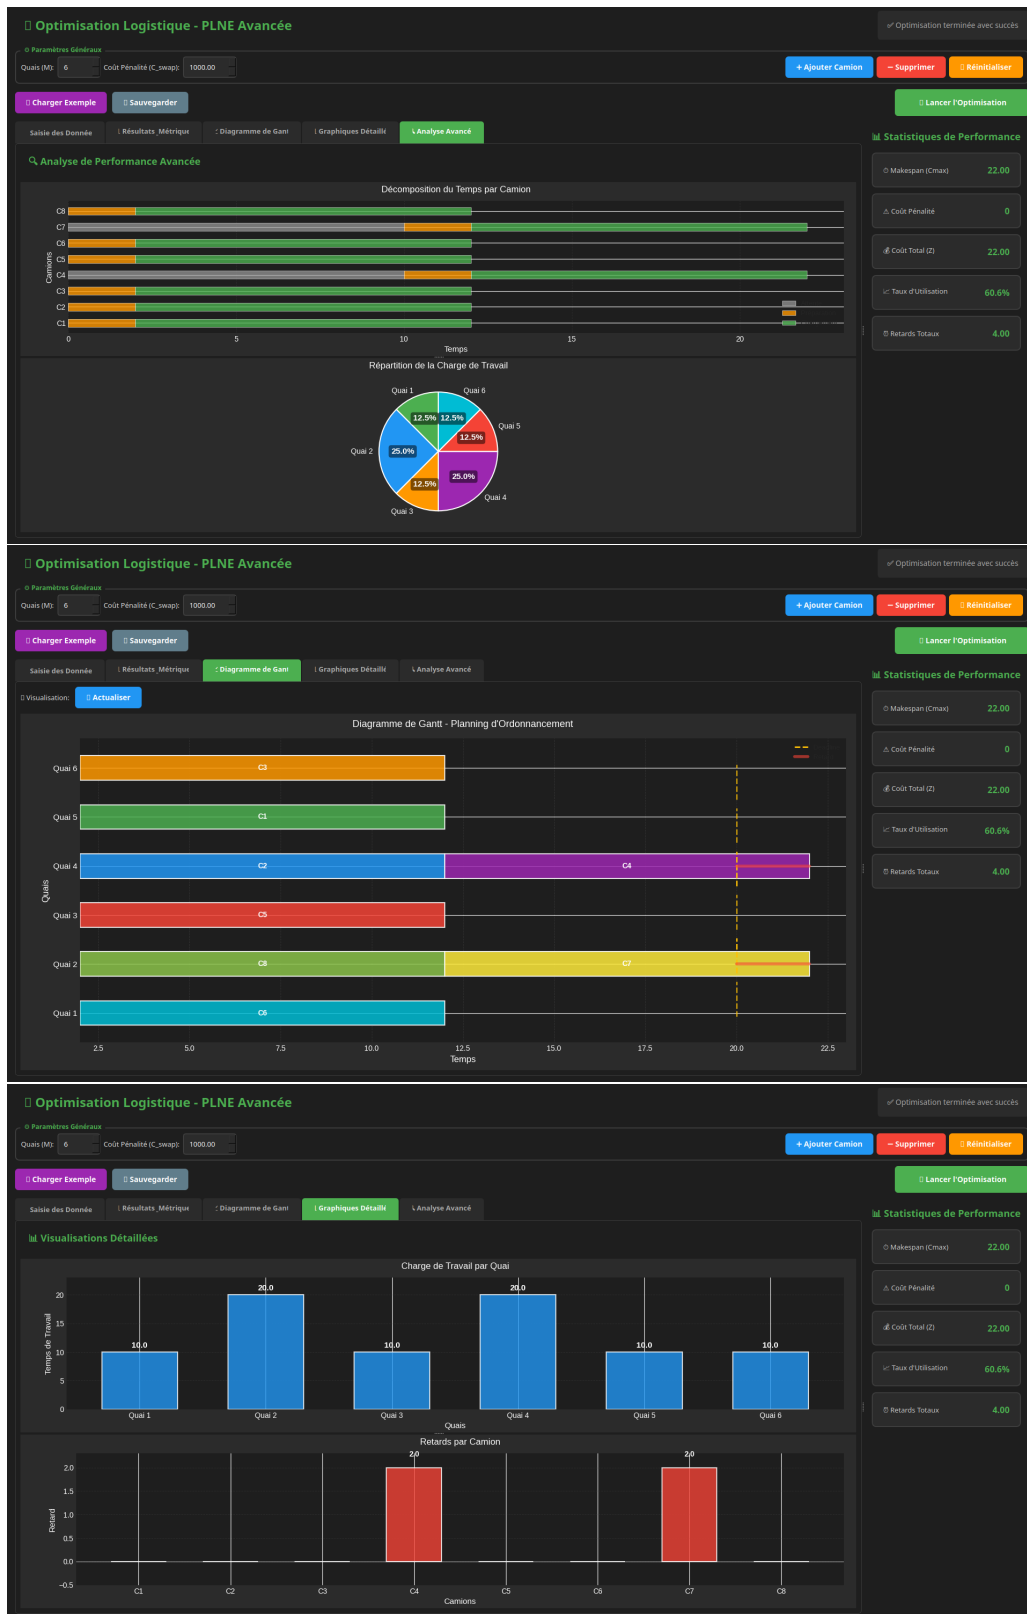 Optimisation Logistique - PLNE Avancée
✅ Optimisation terminée avec succès
Paramètres Généraux
Quais (M): 6 Coût Pénalité (C_swap): 1000.00
+ Ajouter Camion
− Supprimer
Réinitialiser
Charger Exemple
Sauvegarder
Lancer l'Optimisation
Saisie des Donnée
Résultats_Métrique
Diagramme de Gant
Graphiques Détaillé
Analyse Avancé
Analyse de Performance Avancée
Décomposition du Temps par Camion
C8
C7
C6
C5
C4
C3
C2
C1
Camions
0 5 10 15 20
Temps
Répartition de la Charge de Travail
Quai 1
Quai 6
Quai 5
Quai 2
Quai 4
Quai 3
12.5%
12.5%
12.5%
25.0%
25.0%
12.5%
Statistiques de Performance
Makespan (Cmax) 22.00
Coût Pénalité 0
Coût Total (Z) 22.00
Taux d'Utilisation 60.6%
Retards Totaux 4.00
Optimisation Logistique - PLNE Avancée
✅ Optimisation terminée avec succès
Paramètres Généraux
Quais (M): 6 Coût Pénalité (C_swap): 1000.00
+ Ajouter Camion
− Supprimer
Réinitialiser
Charger Exemple
Sauvegarder
Lancer l'Optimisation
Saisie des Donnée
Résultats_Métrique
Diagramme de Gant
Graphiques Détaillé
Analyse Avancé
Visualisation:
Actualiser
Diagramme de Gantt - Planning d'Ordonnancement
Quai 6 C3
Quai 5 C1
Quai 4 C2 C4
Quai 3 C5
Quai 2 C8 C7
Quai 1 C6
Quais
2.5 5.0 7.5 10.0 12.5 15.0 17.5 20.0 22.5
Temps
Statistiques de Performance
Makespan (Cmax) 22.00
Coût Pénalité 0
Coût Total (Z) 22.00
Taux d'Utilisation 60.6%
Retards Totaux 4.00
Optimisation Logistique - PLNE Avancée
✅ Optimisation terminée avec succès
Paramètres Généraux
Quais (M): 6 Coût Pénalité (C_swap): 1000.00
+ Ajouter Camion
− Supprimer
Réinitialiser
Charger Exemple
Sauvegarder
Lancer l'Optimisation
Saisie des Donnée
Résultats_Métrique
Diagramme de Gant
Graphiques Détaillé
Analyse Avancé
Visualisations Détaillées
Charge de Travail par Quai
20
15
10
5
0
Temps de Travail
10.0 20.0 10.0 20.0 10.0 10.0
Quai 1 Quai 2 Quai 3 Quai 4 Quai 5 Quai 6
Quais
Retards par Camion
2.0 2.0
2.0
1.5
1.0
0.5
0.0
−0.5
Retard
C1 C2 C3 C4 C5 C6 C7 C8
Camions
Statistiques de Performance
Makespan (Cmax) 22.00
Coût Pénalité 0
Coût Total (Z) 22.00
Taux d'Utilisation 60.6%
Retards Totaux 4.00